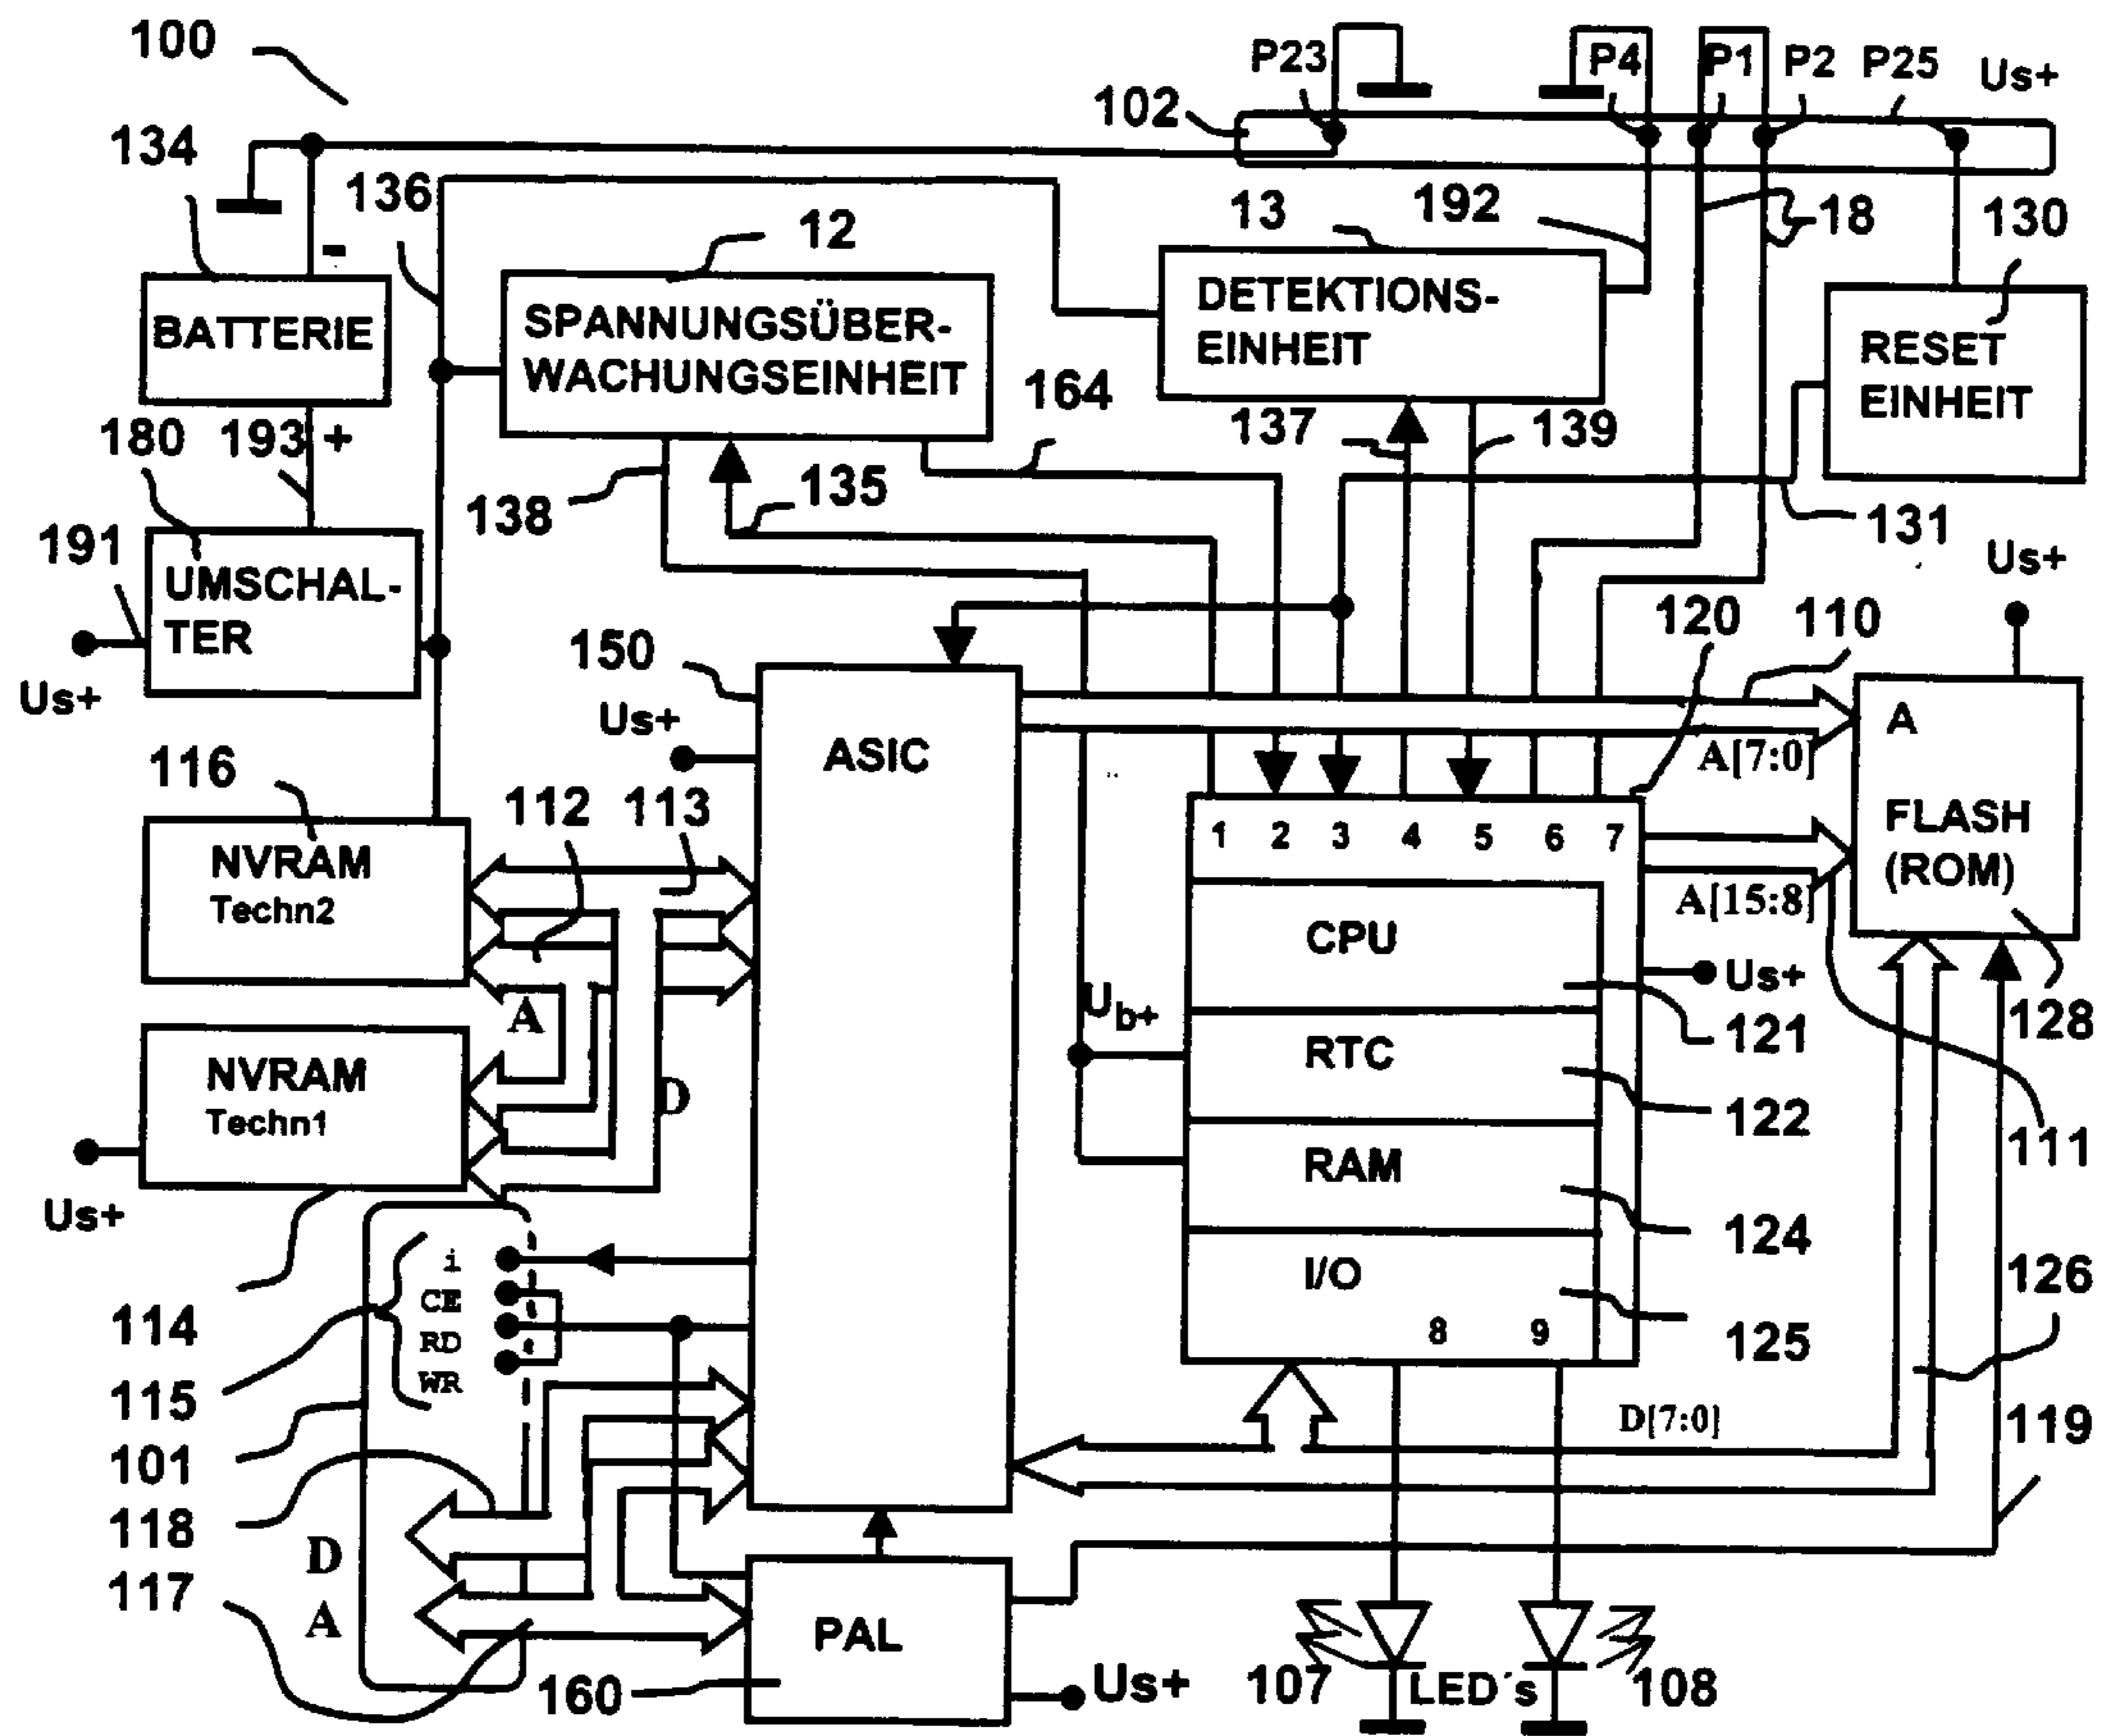 100
P23
P4
P1
P2
P25
Us+
102
134
136
12
13
192
18
130
-
BATTERIE
SPANNUNGSÜBER-
WACHUNGSEINHEIT
DETEKTIONS-
EINHEIT
RESET
EINHEIT
164
180
193
+
137
139
138
135
131
191
UMSCHAL-
TER
Us+
Us+
150
120
110
Us+
ASIC
A
A[7:0]
116
112
113
NVRAM
Techn2
1 2 3 4 5 6 7
FLASH
(ROM)
A[15:8]
CPU
Us+
A
Ub+
121
128
NVRAM
Techn1
D
RTC
122
111
Us+
RAM
124
i
CE
RD
WR
I/O
126
114
8 9
125
115
101
D[7:0]
119
118
D
117
A
PAL
160
Us+
107
LED´s
108